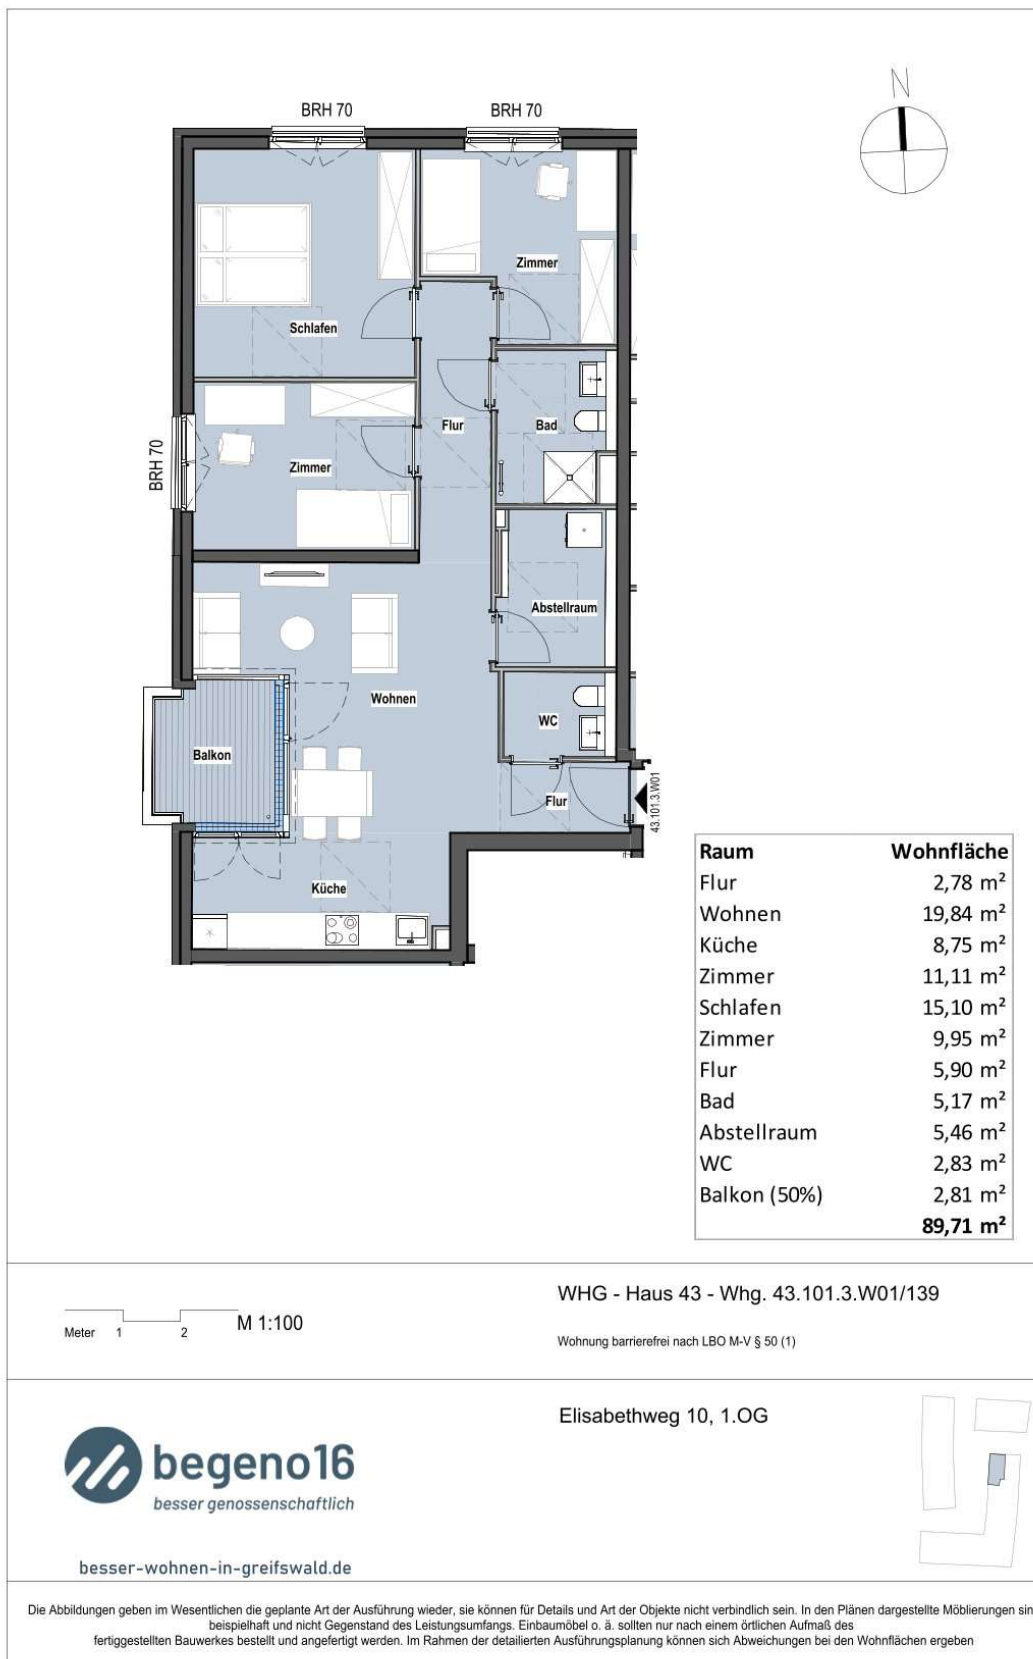 N
BRH 70
BRH 70
Zimmer
Schlafen
BRH 70
Flur
Bad
Zimmer
Abstellraum
Wohnen
WC
Balkon
Flur
43.101.3.W01
Küche
Raum Wohnfläche
Flur 2,78 m²
Wohnen 19,84 m²
Küche 8,75 m²
Zimmer 11,11 m²
Schlafen 15,10 m²
Zimmer 9,95 m²
Flur 5,90 m²
Bad 5,17 m²
Abstellraum 5,46 m²
WC 2,83 m²
Balkon (50%) 2,81 m²
89,71 m²
Meter 1 2 M 1:100
WHG - Haus 43 - Whg. 43.101.3.W01/139
Wohnung barrierefrei nach LBO M-V § 50 (1)
Elisabethweg 10, 1.OG
begeno16
besser genossenschaftlich
besser-wohnen-in-greifswald.de
Die Abbildungen geben im Wesentlichen die geplante Art der Ausführung wieder, sie können für Details und Art der Objekte nicht verbindlich sein. In den Plänen dargestellte Möblierungen sin
beispielhaft und nicht Gegenstand des Leistungsumfangs. Einbaumöbel o. ä. sollten nur nach einem örtlichen Aufmaß des
fertiggestellten Bauwerkes bestellt und angefertigt werden. Im Rahmen der detailierten Ausführungsplanung können sich Abweichungen bei den Wohnflächen ergeben